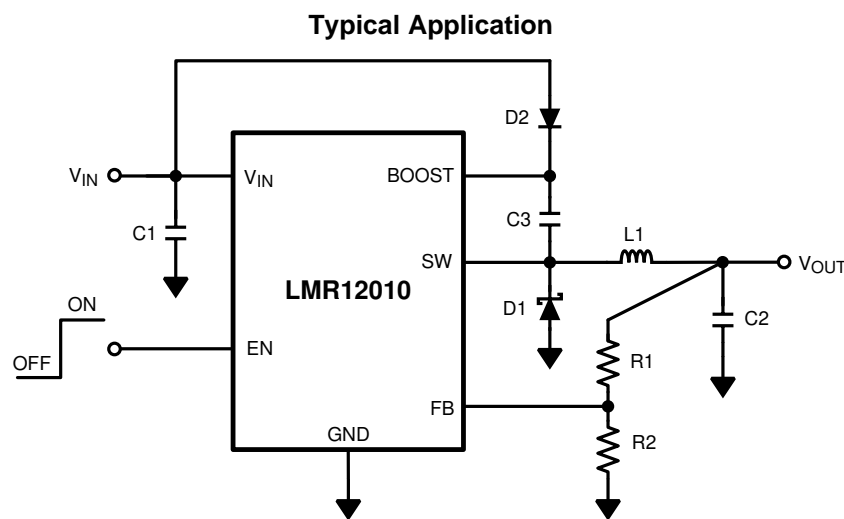 Typical Application
D2
V_IN
V_IN
BOOST
C1
C3
L1
SW
V_OUT
LMR12010
ON
D1
C2
OFF
EN
R1
FB
GND
R2